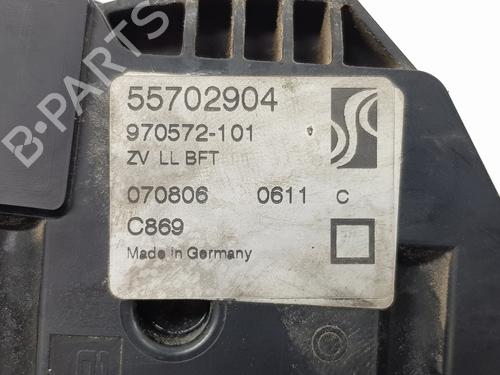 B-PARTS
55702904
970572-101
ZV LL BFT
070806 0611 C
C869
Made in Germany